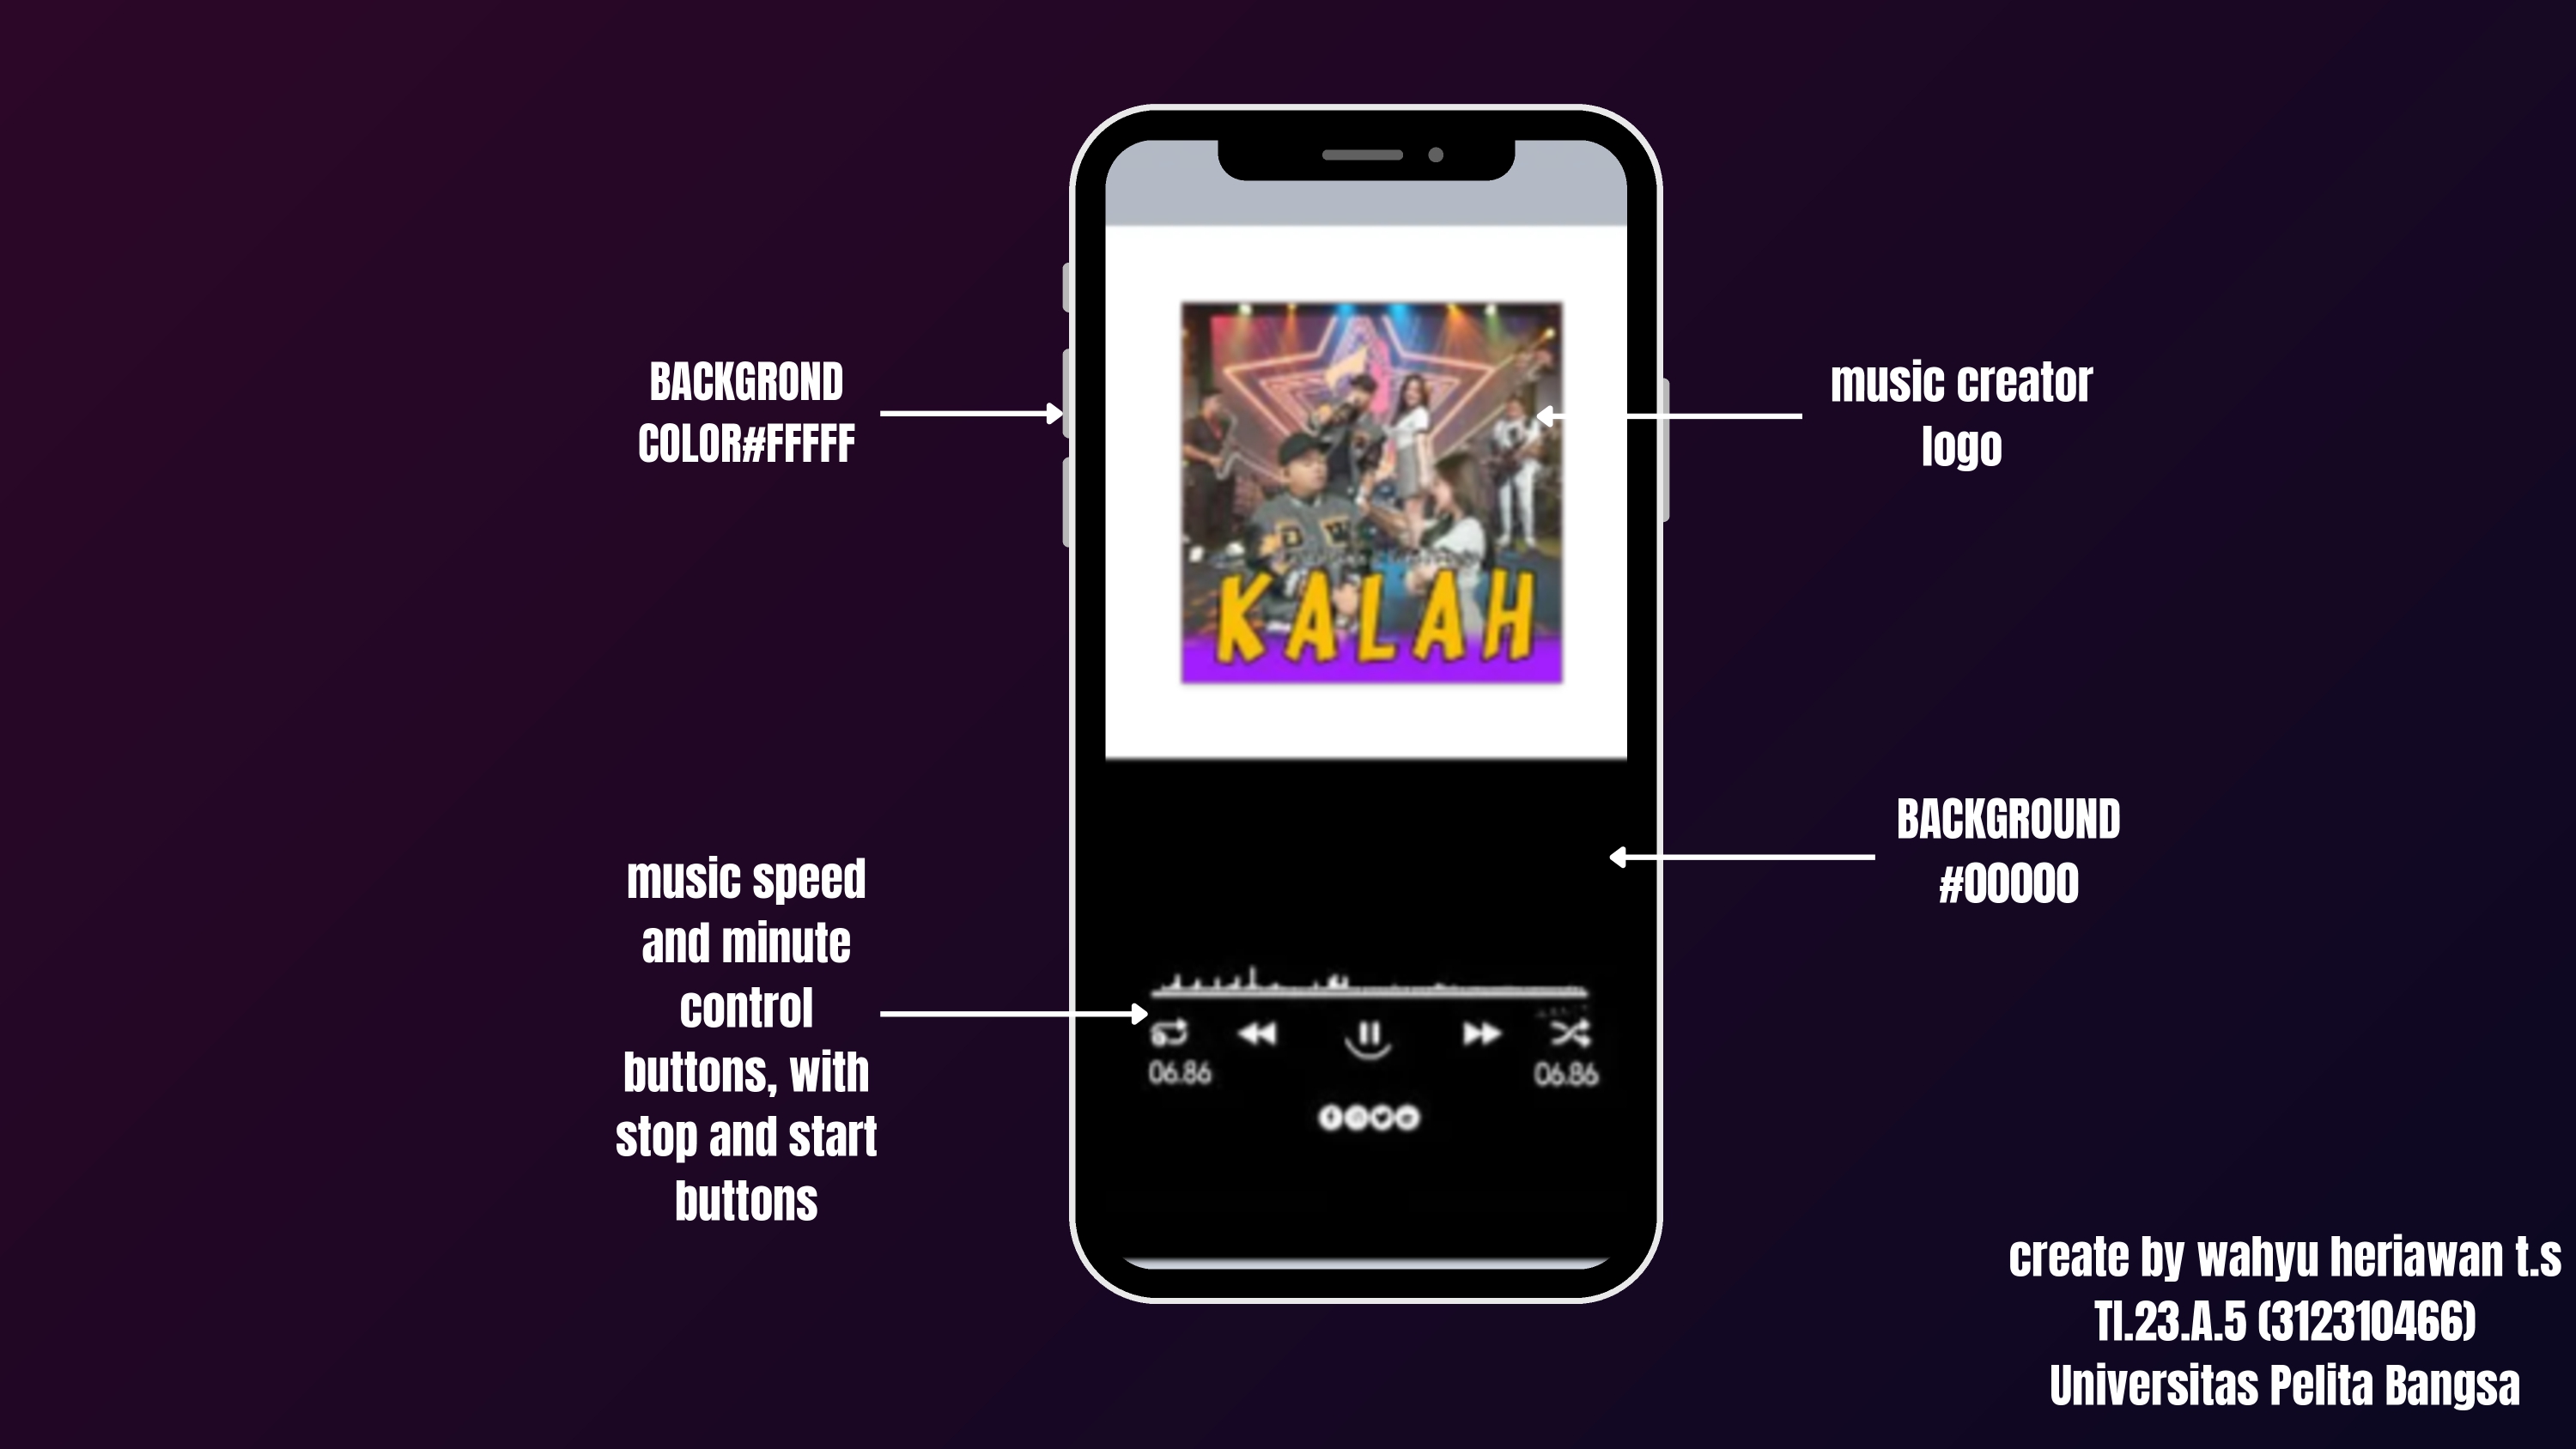 BACKGROND
COLOR#FFFFF
music creator
logo
KALAH
BACKGROUND
#00000
music speed
and minute
control
buttons, with
stop and start
buttons
06.86
06.86
create by wahyu heriawan t.s
TI.23.A.5 (312310466)
Universitas Pelita Bangsa